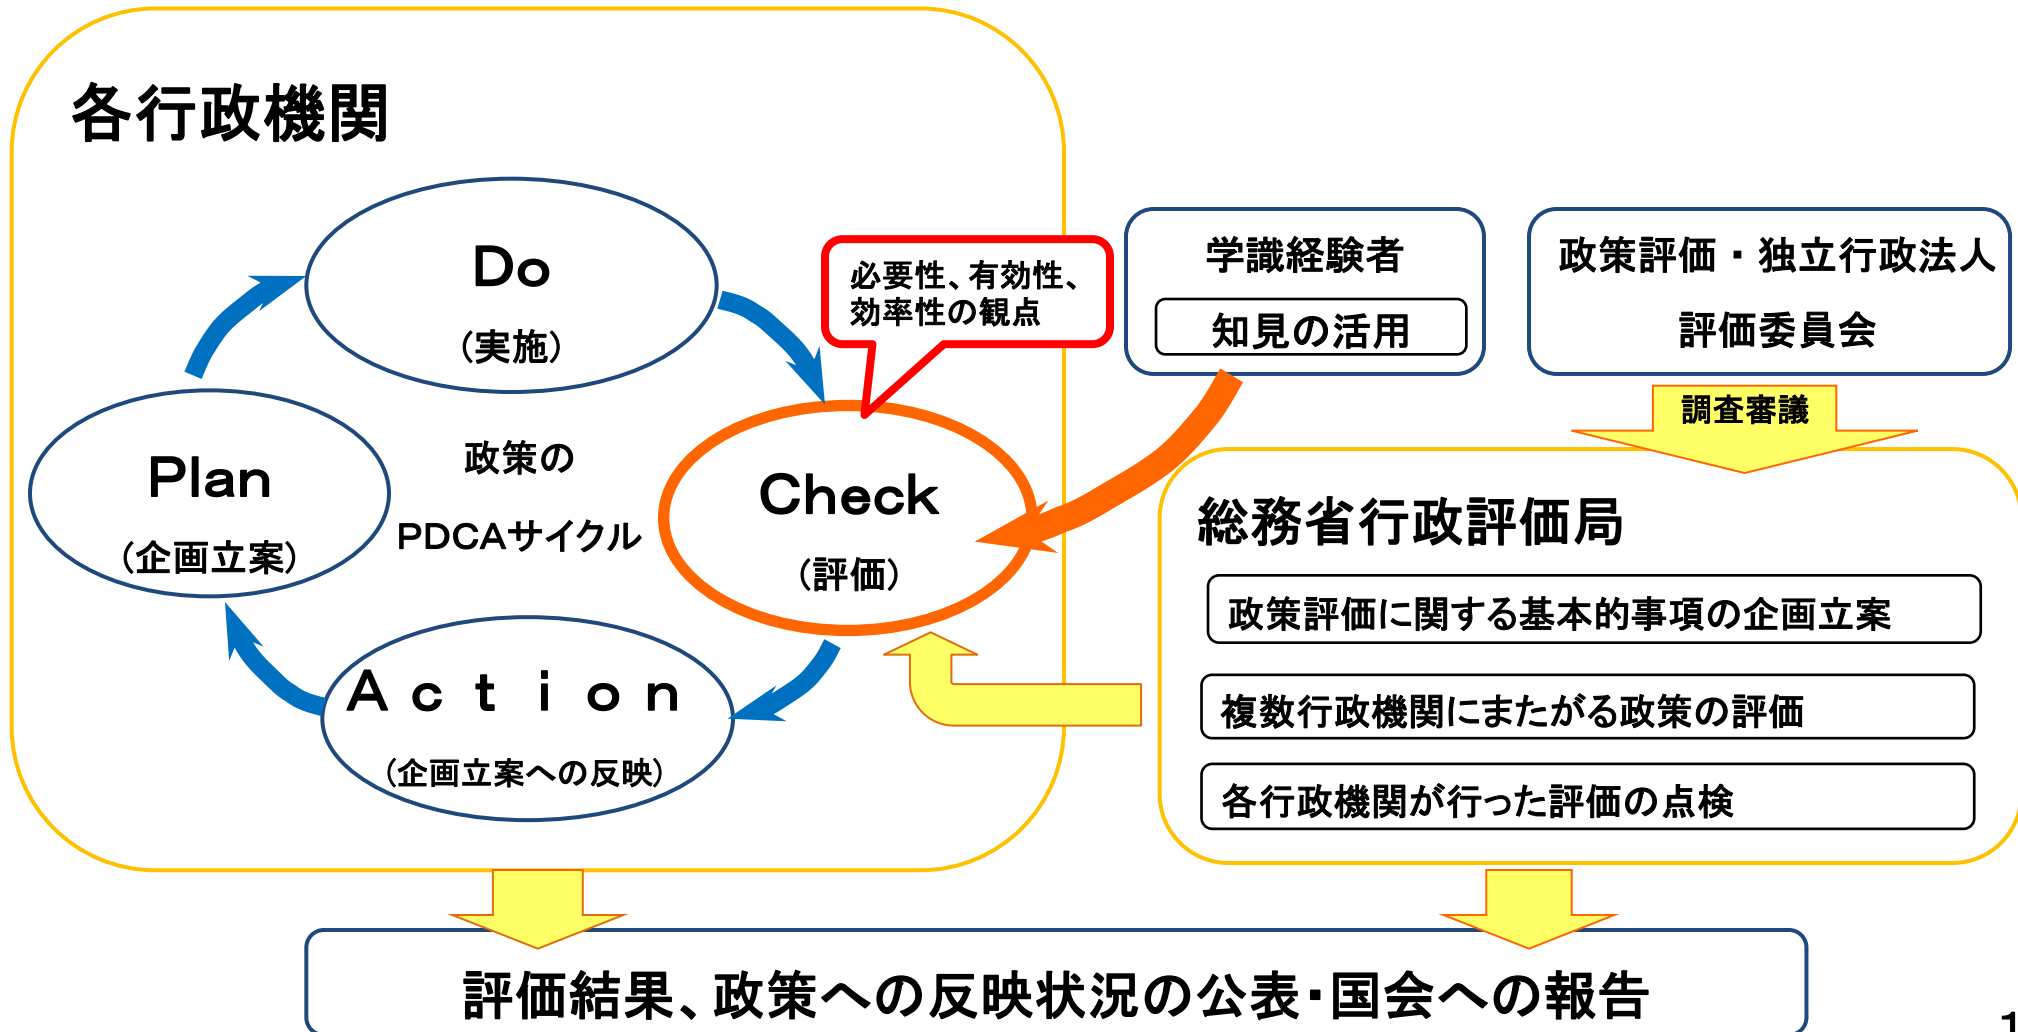 各行政機関
Do
(実施)
必要性、有効性、
効率性の観点
学識経験者
知見の活用
政策評価・独立行政法人
評価委員会
調査審議
Plan
(企画立案)
政策の
PDCAサイクル
Check
(評価)
Action
(企画立案への反映)
総務省行政評価局
政策評価に関する基本的事項の企画立案
複数行政機関にまたがる政策の評価
各行政機関が行った評価の点検
評価結果、政策への反映状況の公表・国会への報告
1